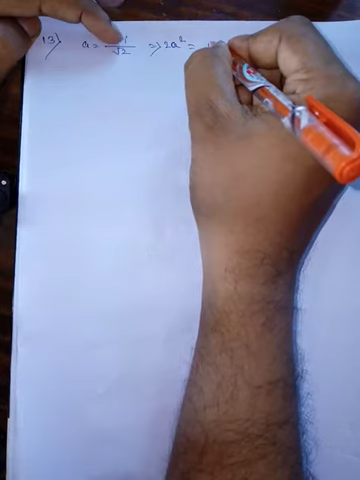 13) a = 1/√2 => 2a² =